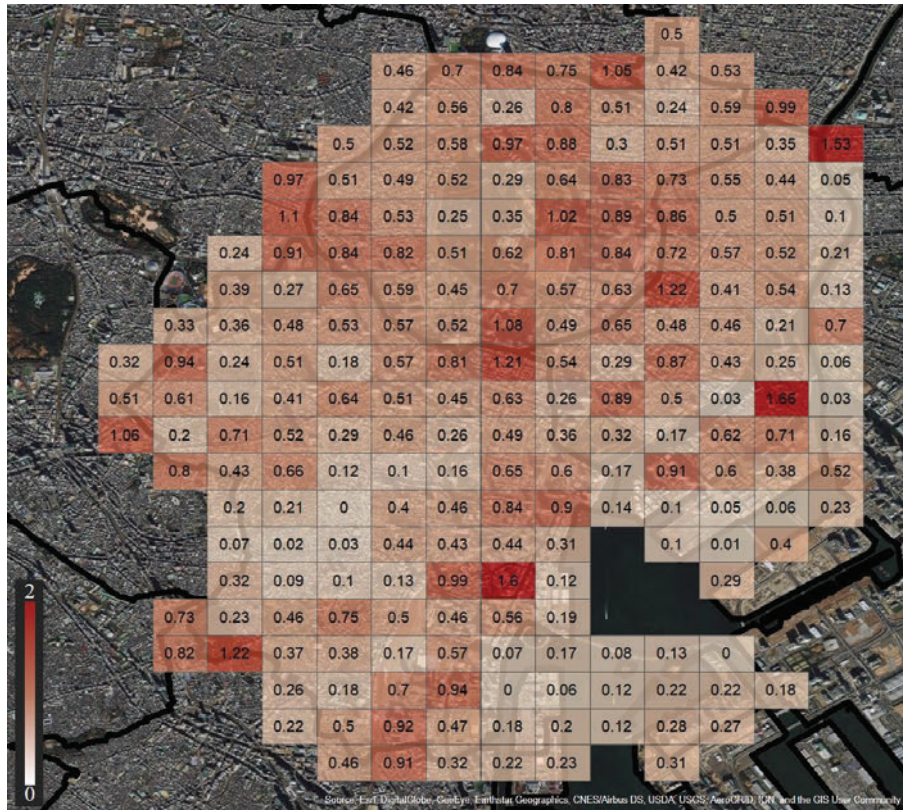 0.5
0.46 0.7 0.84 0.75 1.05 0.42 0.53
0.42 0.56 0.26 0.8 0.51 0.24 0.59 0.99
0.5 0.52 0.58 0.97 0.88 0.3 0.51 0.51 0.35 1.53
0.97 0.51 0.49 0.52 0.29 0.64 0.83 0.73 0.55 0.44 0.05
1.1 0.84 0.53 0.25 0.35 1.02 0.89 0.86 0.5 0.51 0.1
0.24 0.91 0.84 0.82 0.51 0.62 0.81 0.84 0.72 0.57 0.52 0.21
0.39 0.27 0.65 0.59 0.45 0.7 0.57 0.63 1.22 0.41 0.54 0.13
0.33 0.36 0.48 0.53 0.57 0.52 1.08 0.49 0.65 0.48 0.46 0.21 0.7
0.32 0.94 0.24 0.51 0.18 0.57 0.81 1.21 0.54 0.29 0.87 0.43 0.25 0.06
0.51 0.61 0.16 0.41 0.64 0.51 0.45 0.63 0.26 0.89 0.5 0.03 1.66 0.03
1.06 0.2 0.71 0.52 0.29 0.46 0.26 0.49 0.36 0.32 0.17 0.62 0.71 0.16
0.8 0.43 0.66 0.12 0.1 0.16 0.65 0.6 0.17 0.91 0.6 0.38 0.52
0.2 0.21 0 0.4 0.46 0.84 0.9 0.14 0.1 0.05 0.06 0.23
0.07 0.02 0.03 0.44 0.43 0.44 0.31 0.1 0.01 0.4
2 0.32 0.09 0.1 0.13 0.99 1.6 0.12 0.29
0.73 0.23 0.46 0.75 0.5 0.46 0.56 0.19
0.82 1.22 0.37 0.38 0.17 0.57 0.07 0.17 0.08 0.13 0
0.26 0.18 0.7 0.94 0 0.06 0.12 0.22 0.22 0.18
0.22 0.5 0.92 0.47 0.18 0.2 0.12 0.28 0.27
0.46 0.91 0.32 0.22 0.23 0.31
0
Source: Esri, DigitalGlobe, GeoEye, Earthstar Geographics, CNES/Airbus DS, USDA, USGS, AeroGRID, IGN, and the GIS User Community